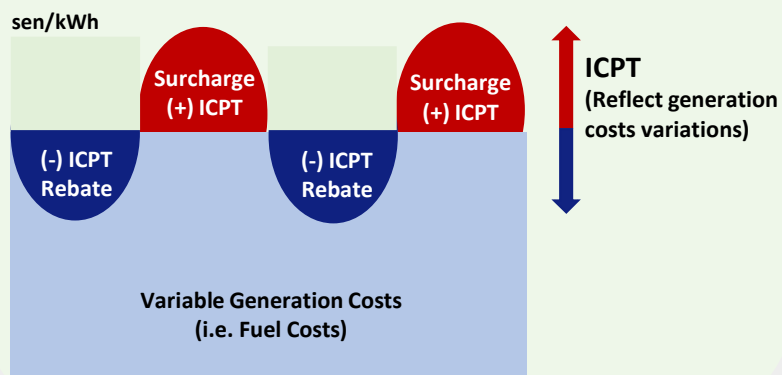 sen/kWh
Surcharge
(+) ICPT
Surcharge
(+) ICPT
ICPT
(Reflect generation
costs variations)
(-) ICPT
Rebate
(-) ICPT
Rebate
Variable Generation Costs
(i.e. Fuel Costs)